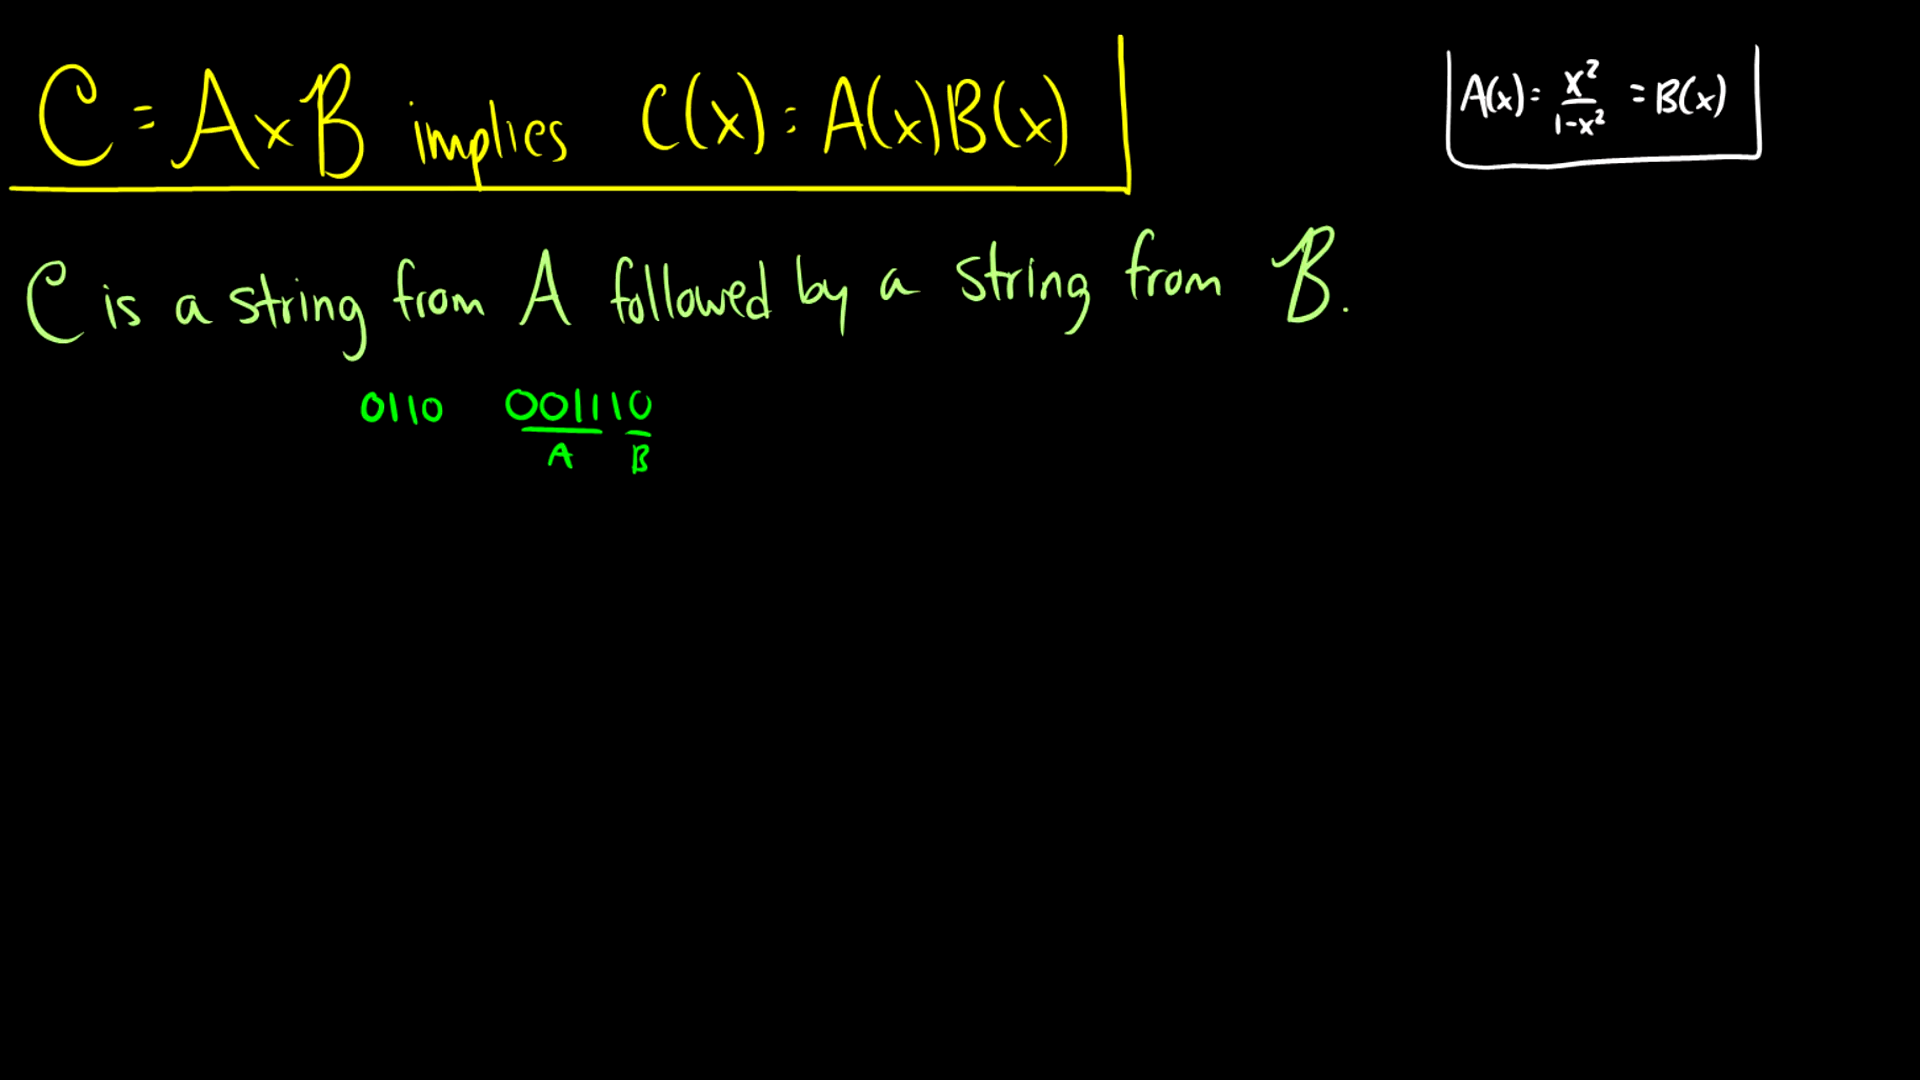 C = A x B implies C(x) = A(x)B(x)
A(x) = x²/(1-x²) = B(x)
C is a string from A followed by a string from B.
0110 001110
A B